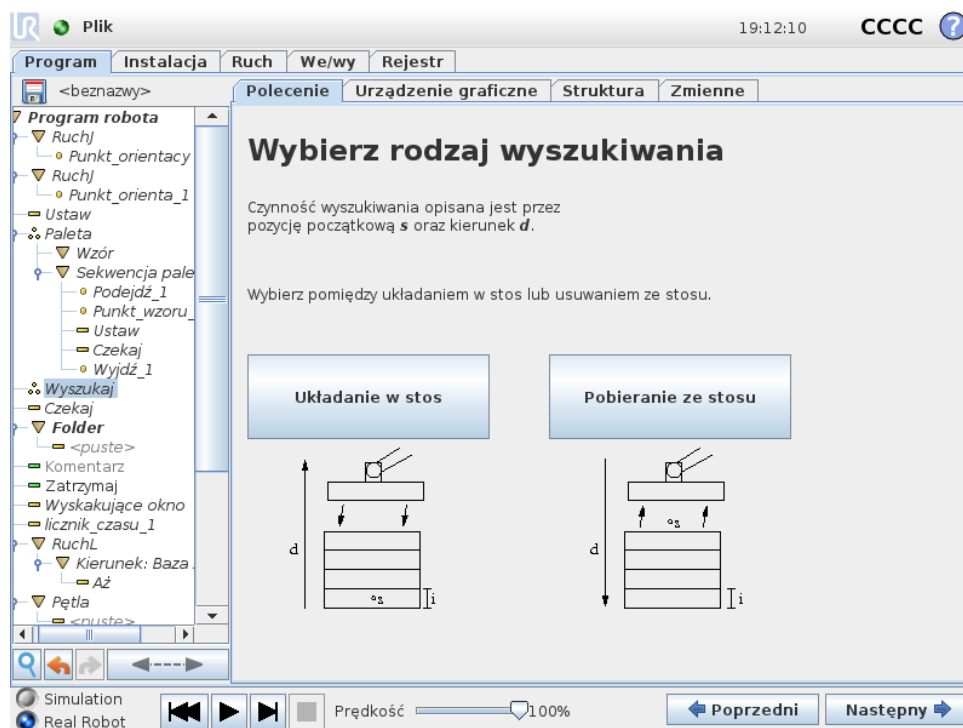 UR Plik 19:12:10 CCCC ?
Program Instalacja Ruch We/wy Rejestr
<beznazwy>
Polecenie Urządzenie graficzne Struktura Zmienne
Program robota
RuchJ
Punkt_orientacy
RuchJ
Punkt_orienta_1
Ustaw
Paleta
Wzór
Sekwencja pale
Podejdź_1
Punkt_wzoru_
Ustaw
Czekaj
Wyjdź_1
Wyszukaj
Czekaj
Folder
<puste>
Komentarz
Zatrzymaj
Wyskakujące okno
licznik_czasu_1
RuchL
Kierunek: Baza
Aż
Pętla
<puste>
Wybierz rodzaj wyszukiwania
Czynność wyszukiwania opisana jest przez
pozycję początkową s oraz kierunek d.
Wybierz pomiędzy układaniem w stos lub usuwaniem ze stosu.
Układanie w stos
Pobieranie ze stosu
d
s
i
d
s
i
Simulation
Real Robot
Prędkość 100%
Poprzedni
Następny